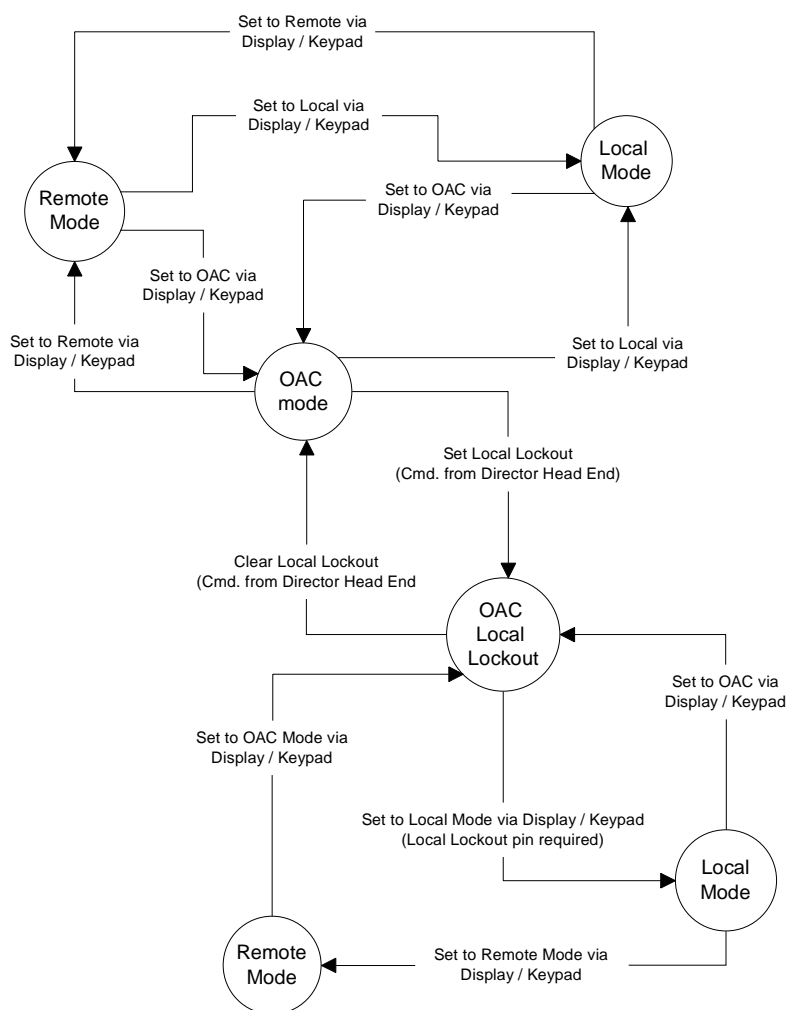 Set to Remote via
Display / Keypad
Set to Local via
Display / Keypad
Local
Mode
Remote
Mode
Set to OAC via
Display / Keypad
Set to OAC via
Display / Keypad
Set to Remote via
Display / Keypad
Set to Local via
Display / Keypad
OAC
mode
Set Local Lockout
(Cmd. from Director Head End)
Clear Local Lockout
(Cmd. from Director Head End
OAC
Local
Lockout
Set to OAC via
Display / Keypad
Set to OAC Mode via
Display / Keypad
Set to Local Mode via Display / Keypad
(Local Lockout pin required)
Local
Mode
Remote
Mode
Set to Remote Mode via
Display / Keypad